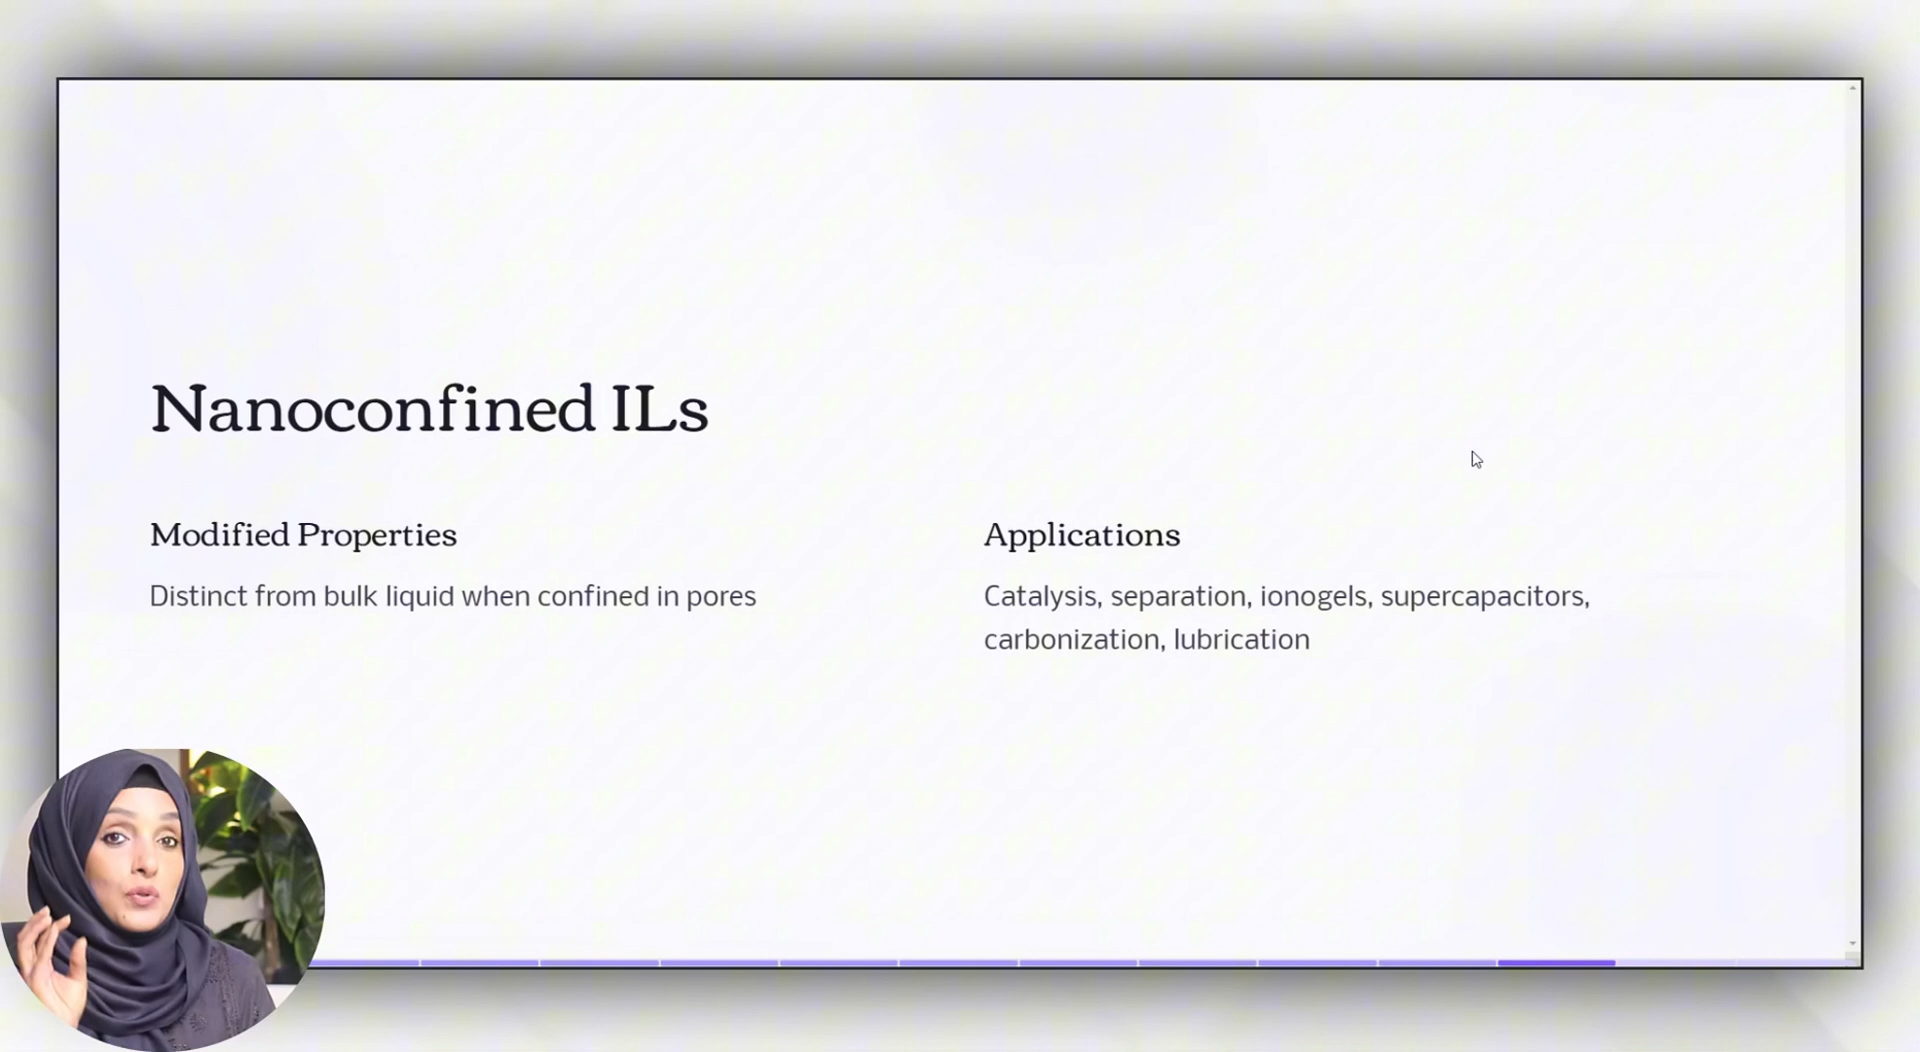 Nanoconfined ILs
Modified Properties
Distinct from bulk liquid when confined in pores
Applications
Catalysis, separation, ionogels, supercapacitors,
carbonization, lubrication